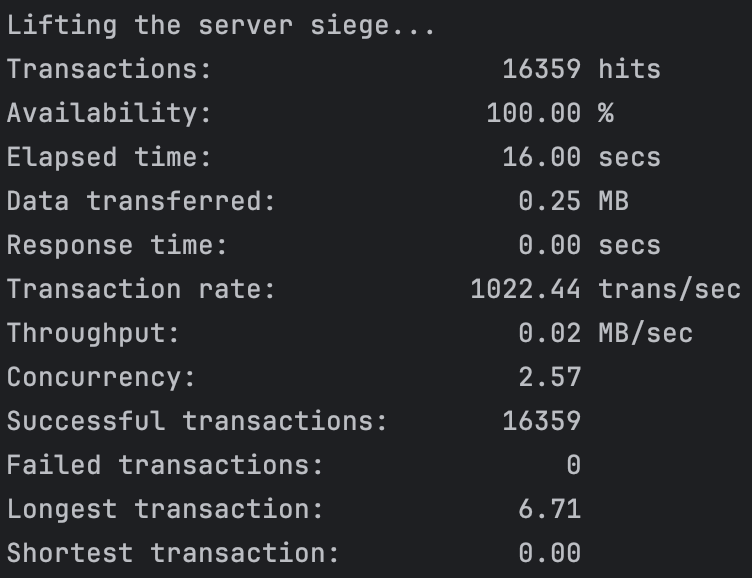 Lifting the server siege...
Transactions: 16359 hits
Availability: 100.00 %
Elapsed time: 16.00 secs
Data transferred: 0.25 MB
Response time: 0.00 secs
Transaction rate: 1022.44 trans/sec
Throughput: 0.02 MB/sec
Concurrency: 2.57
Successful transactions: 16359
Failed transactions: 0
Longest transaction: 6.71
Shortest transaction: 0.00